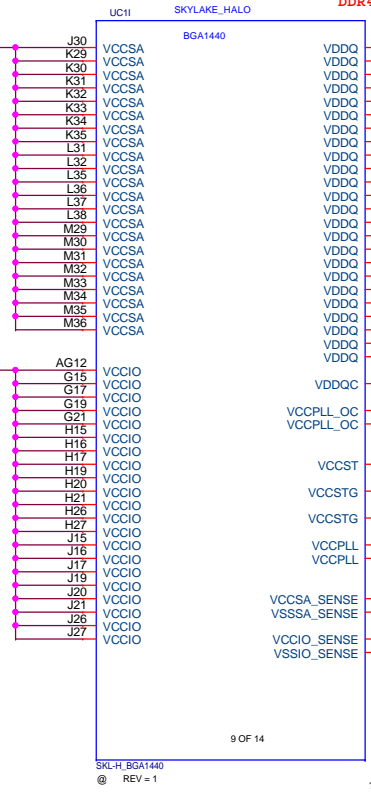 DDR4
UC1I SKYLAKE_HALO
BGA1440
J30 VCCSA VDDQ
K29 VCCSA VDDQ
K30 VCCSA VDDQ
K31 VCCSA VDDQ
K32 VCCSA VDDQ
K33 VCCSA VDDQ
K34 VCCSA VDDQ
K35 VCCSA VDDQ
L31 VCCSA VDDQ
L32 VCCSA VDDQ
L35 VCCSA VDDQ
L36 VCCSA VDDQ
L37 VCCSA VDDQ
L38 VCCSA VDDQ
M29 VCCSA VDDQ
M30 VCCSA VDDQ
M31 VCCSA VDDQ
M32 VCCSA VDDQ
M33 VCCSA VDDQ
M34 VCCSA VDDQ
M35 VCCSA VDDQ
M36 VCCSA VDDQ
VDDQ
VDDQ
AG12 VCCIO
G15 VCCIO VDDQC
G17 VCCIO
G19 VCCIO VCCPLL_OC
G21 VCCIO VCCPLL_OC
H15 VCCIO
H16 VCCIO
H17 VCCIO VCCST
H19 VCCIO
H20 VCCIO VCCSTG
H21 VCCIO
H26 VCCIO VCCSTG
H27 VCCIO
J15 VCCIO VCCPLL
J16 VCCIO VCCPLL
J17 VCCIO
J19 VCCIO
J20 VCCIO VCCSA_SENSE
J21 VCCIO VSSSA_SENSE
J26 VCCIO
J27 VCCIO VCCIO_SENSE
VSSIO_SENSE
9 OF 14
SKL-H_BGA1440
@ REV = 1